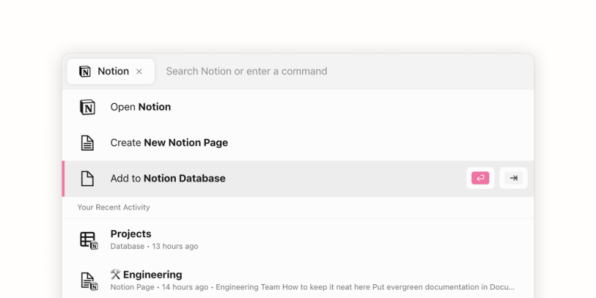 Notion ×
Search Notion or enter a command
Open Notion
Create New Notion Page
Add to Notion Database
Your Recent Activity
Projects
Database • 13 hours ago
🛠 Engineering
Notion Page • 14 hours ago • Engineering Team How to keep it neat here Put evergreen documentation in Docu...